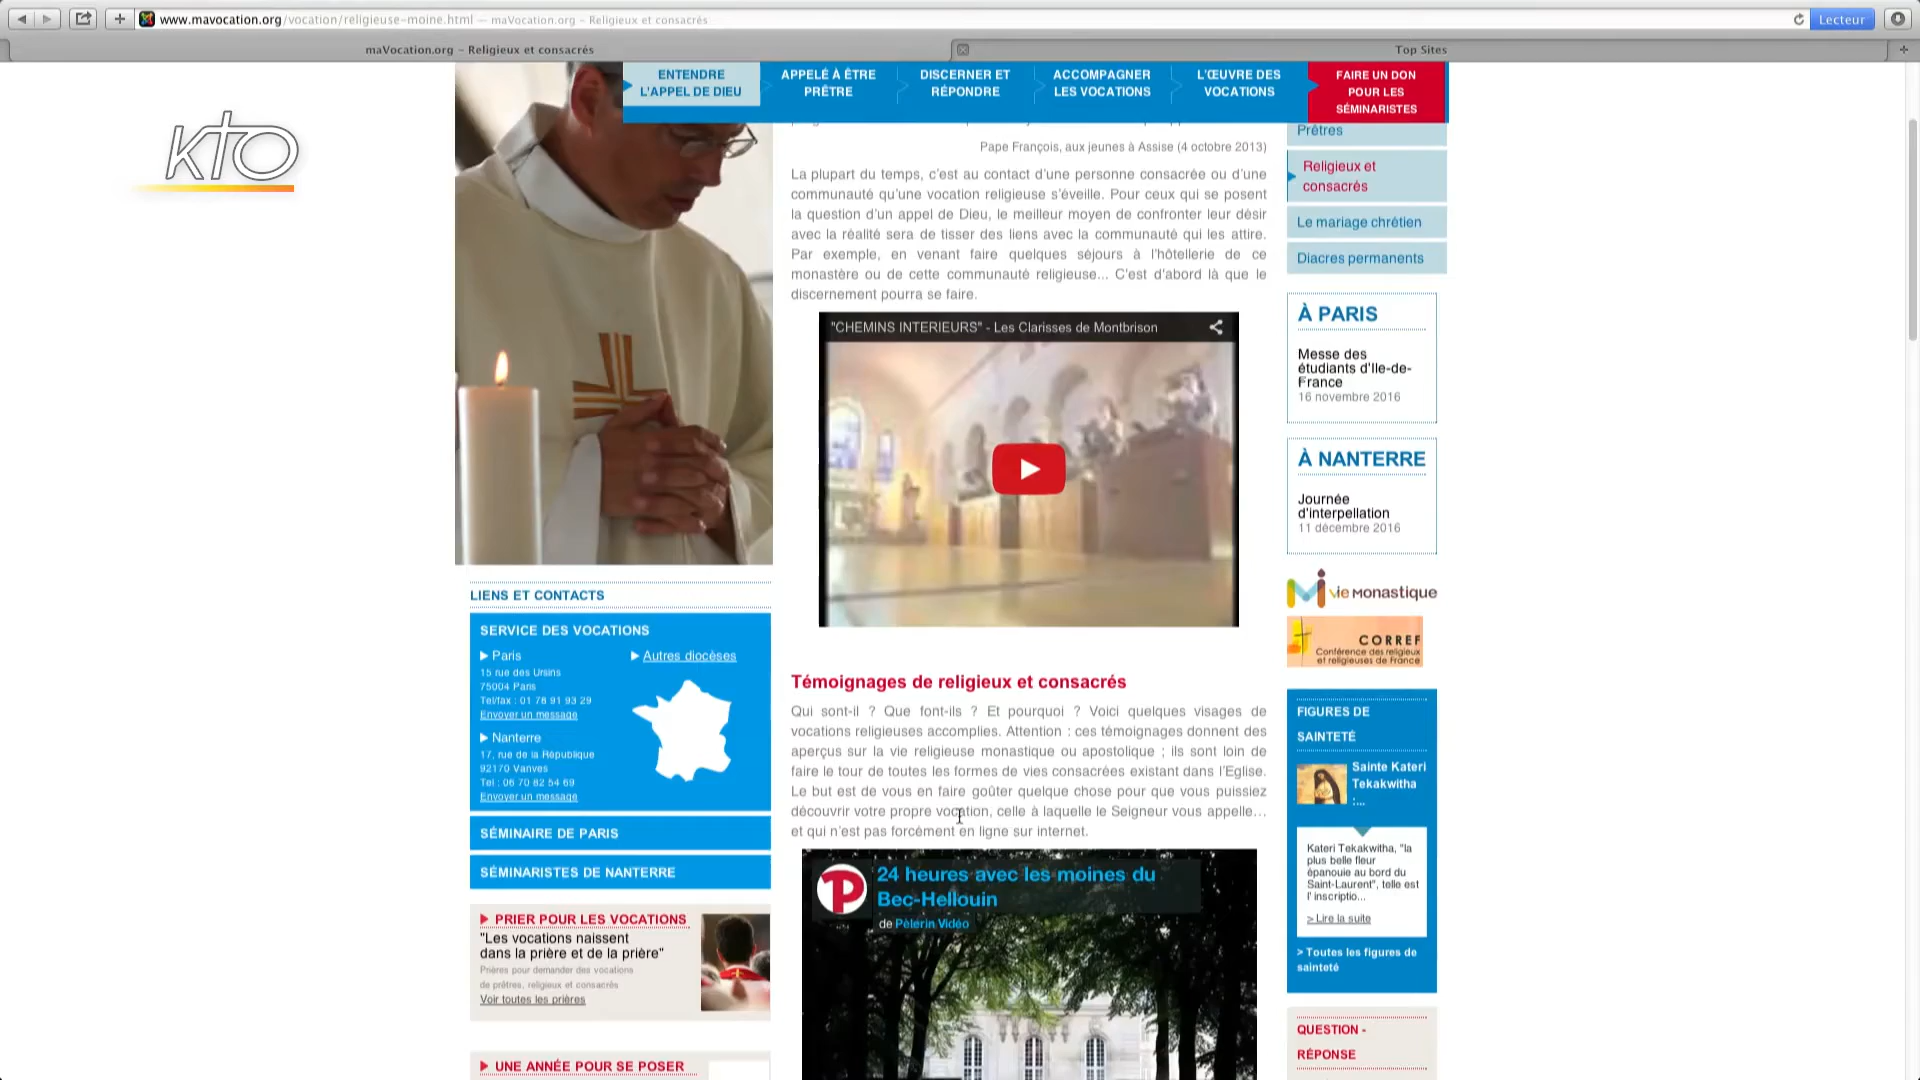 www.mavocation.org/vocation/religieuse-moine.html — maVocation.org - Religieux et consacrés
Lecteur
maVocation.org – Religieux et consacrés
Top Sites
kto
ENTENDRE
L'APPEL DE DIEU
APPELÉ À ÊTRE
PRÊTRE
DISCERNER ET
RÉPONDRE
ACCOMPAGNER
LES VOCATIONS
L'ŒUVRE DES
VOCATIONS
FAIRE UN DON
POUR LES
SÉMINARISTES
Pape François, aux jeunes à Assise (4 octobre 2013)
La plupart du temps, c'est au contact d'une personne consacrée ou d'une
communauté qu'une vocation religieuse s'éveille. Pour ceux qui se posent
la question d'un appel de Dieu, le meilleur moyen de confronter leur désir
avec la réalité sera de tisser des liens avec la communauté qui les attire.
Par exemple, en venant faire quelques séjours à l'hôtellerie de ce
monastère ou de cette communauté religieuse... C'est d'abord là que le
discernement pourra se faire.
"CHEMINS INTERIEURS" - Les Clarisses de Montbrison
Témoignages de religieux et consacrés
Qui sont-il ? Que font-ils ? Et pourquoi ? Voici quelques visages de
vocations religieuses accomplies. Attention : ces témoignages donnent des
aperçus sur la vie religieuse monastique ou apostolique ; ils sont loin de
faire le tour de toutes les formes de vies consacrées existant dans l'Eglise.
Le but est de vous en faire goûter quelque chose pour que vous puissiez
découvrir votre propre vocation, celle à laquelle le Seigneur vous appelle...
et qui n'est pas forcément en ligne sur internet.
24 heures avec les moines du
Bec-Hellouin
de Pèlerin Vidéo
LIENS ET CONTACTS
SERVICE DES VOCATIONS
Paris
15 rue des Ursins
75004 Paris
Tel/fax : 01 78 91 93 29
Envoyer un message
Autres diocèses
Nanterre
17, rue de la République
92170 Vanves
Tel : 06 70 82 54 69
Envoyer un message
SÉMINAIRE DE PARIS
SÉMINARISTES DE NANTERRE
PRIER POUR LES VOCATIONS
"Les vocations naissent
dans la prière et de la prière"
Prières pour demander des vocations
de prêtres, religieux et consacrés
Voir toutes les prières
UNE ANNÉE POUR SE POSER
Prêtres
Religieux et
consacrés
Le mariage chrétien
Diacres permanents
À PARIS
Messe des
étudiants d'Ile-de-
France
16 novembre 2016
À NANTERRE
Journée
d'interpellation
11 décembre 2016
vie monastique
CORREF
Conférence des religieux
et religieuses de France
FIGURES DE
SAINTETÉ
Sainte Kateri
Tekakwitha
:...
Kateri Tekakwitha, "la
plus belle fleur
épanouie au bord du
Saint-Laurent", telle est
l' inscriptio...
> Lire la suite
> Toutes les figures de
sainteté
QUESTION -
RÉPONSE